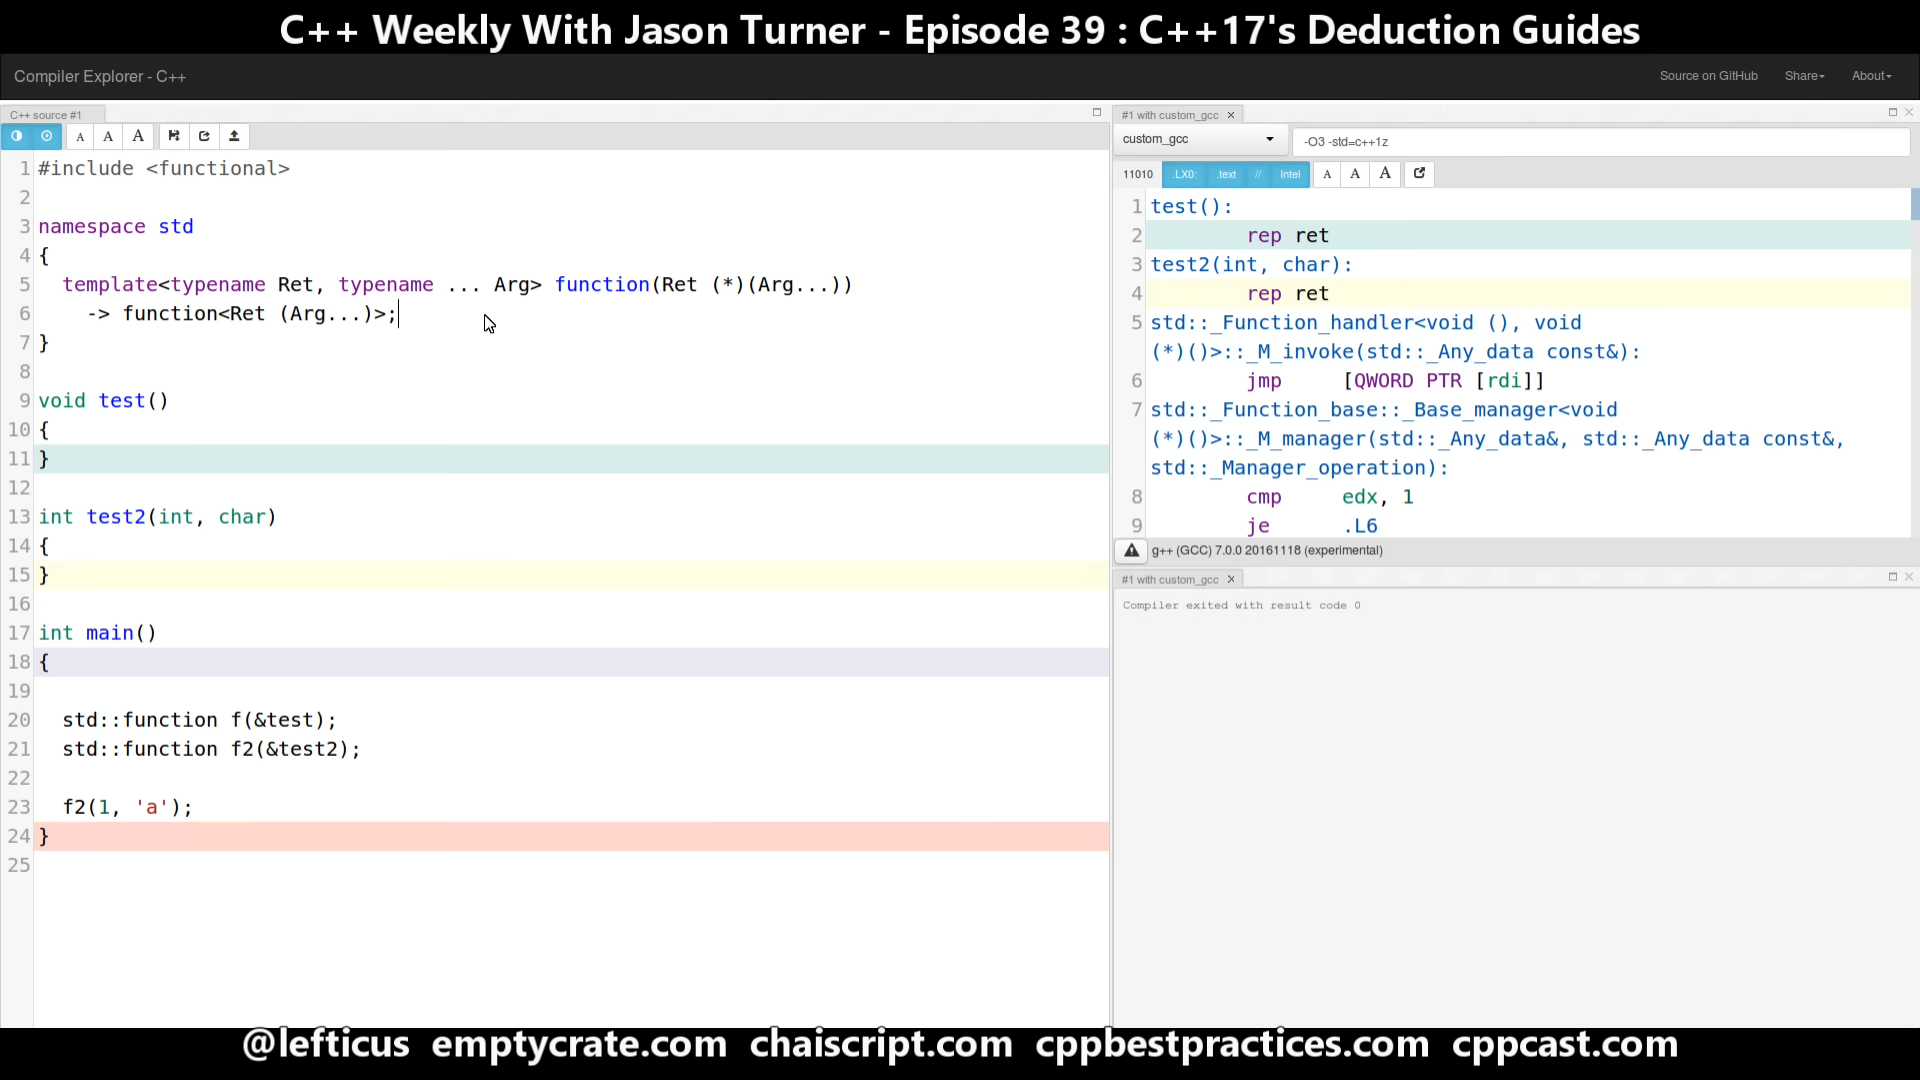 C++ Weekly With Jason Turner - Episode 39 : C++17's Deduction Guides
Compiler Explorer - C++
Source on GitHub Share About
C++ source #1
A A A
1 #include <functional>
2
3 namespace std
4 {
5   template<typename Ret, typename ... Arg> function(Ret (*)(Arg...))
6     -> function<Ret (Arg...)>;
7 }
8
9 void test()
10 {
11 }
12
13 int test2(int, char)
14 {
15 }
16
17 int main()
18 {
19
20   std::function f(&test);
21   std::function f2(&test2);
22
23   f2(1, 'a');
24 }
25
#1 with custom_gcc ×
custom_gcc -O3 -std=c++1z
11010 .LX0: .text // Intel A A A
1 test():
2         rep ret
3 test2(int, char):
4         rep ret
5 std::_Function_handler<void (), void
(*)()>::_M_invoke(std::_Any_data const&):
6         jmp     [QWORD PTR [rdi]]
7 std::_Function_base::_Base_manager<void
(*)()>::_M_manager(std::_Any_data&, std::_Any_data const&,
std::_Manager_operation):
8         cmp     edx, 1
9         je      .L6
g++ (GCC) 7.0.0 20161118 (experimental)
#1 with custom_gcc ×
Compiler exited with result code 0
@lefticus emptycrate.com chaiscript.com cppbestpractices.com cppcast.com